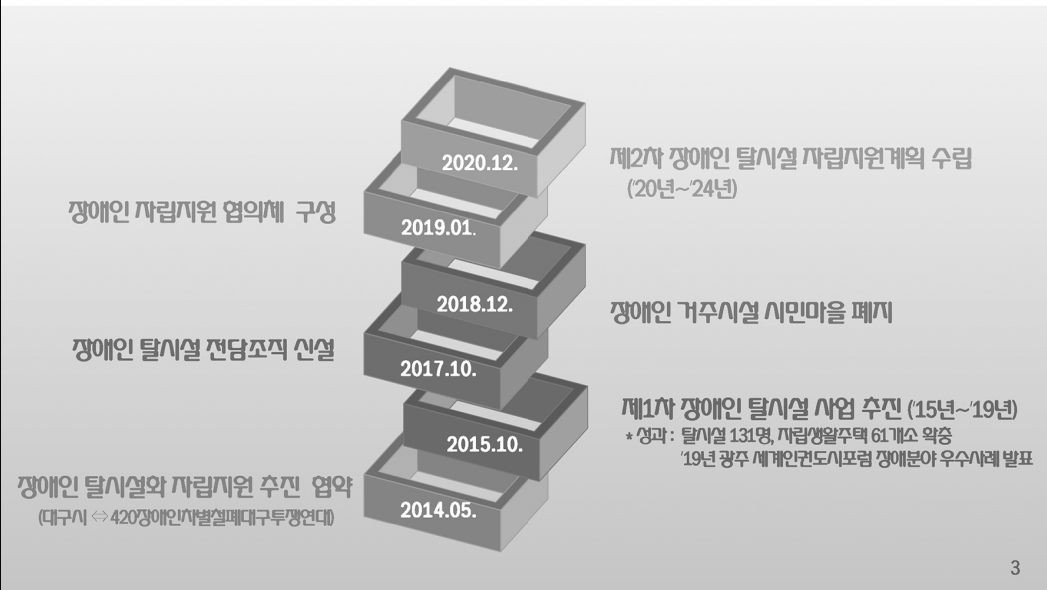 2020.12.
제2차 장애인 탈시설 자립지원계획 수립
('20년~'24년)
장애인 자립지원 협의체 구성
2019.01.
2018.12.
장애인 거주시설 시민마을 폐지
장애인 탈시설 전담조직 신설
2017.10.
제1차 장애인 탈시설 사업 추진 ('15년~'19년)
* 성과 : 탈시설 131명, 자립생활주택 61개소 확충
'19년 광주 세계인권도시포럼 장애분야 우수사례 발표
2015.10.
장애인 탈시설화 자립지원 추진 협약
(대구시 ⇔ 420장애인차별철폐대구투쟁연대)
2014.05.
3